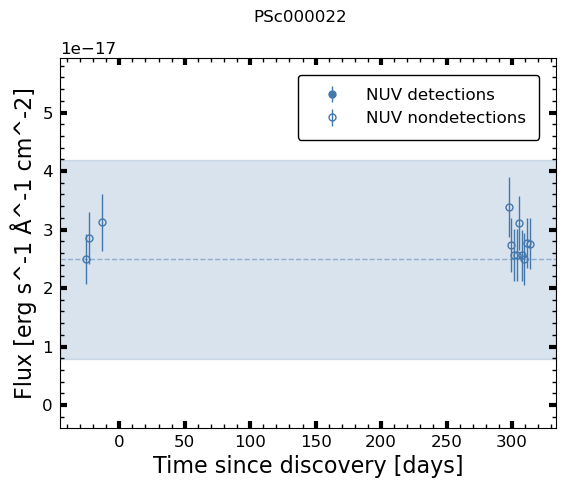 PSc000022
1e−17
NUV detections
NUV nondetections
5
4
3
2
1
0
Flux [erg s^-1 Å^-1 cm^-2]
0 50 100 150 200 250 300
Time since discovery [days]